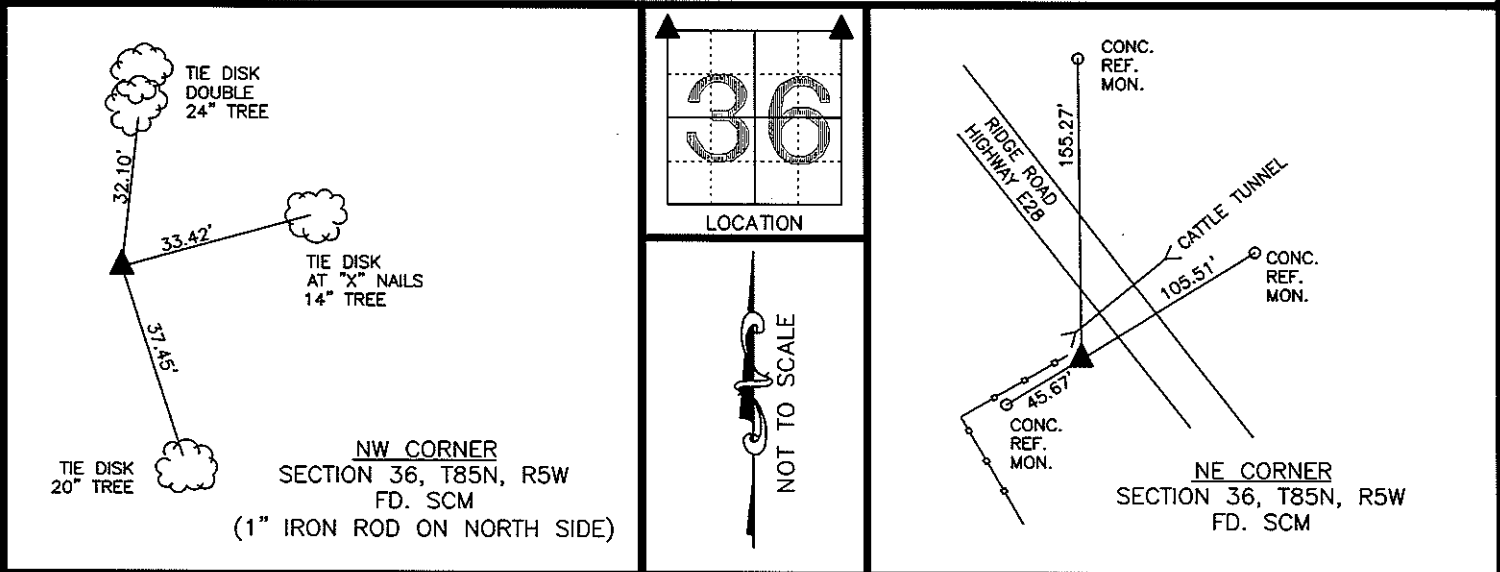 TIE DISK
DOUBLE
24" TREE
32.10'
33.42'
TIE DISK
AT "X" NAILS
14" TREE
37.45'
TIE DISK
20" TREE
NW CORNER
SECTION 36, T85N, R5W
FD. SCM
(1" IRON ROD ON NORTH SIDE)
36
LOCATION
NOT TO SCALE
CONC.
REF.
MON.
155.27'
RIDGE ROAD
HIGHWAY E28
CATTLE TUNNEL
105.51'
CONC.
REF.
MON.
45.67'
CONC.
REF.
MON.
NE CORNER
SECTION 36, T85N, R5W
FD. SCM